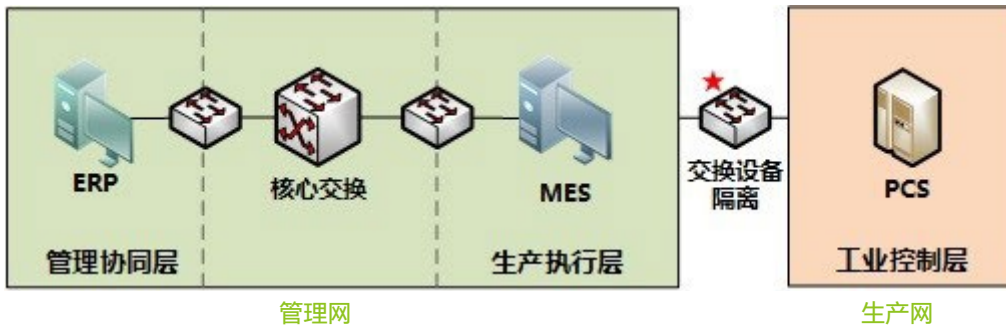 ERP
核心交换
MES
交换设备
隔离
PCS
管理协同层
生产执行层
工业控制层
管理网
生产网